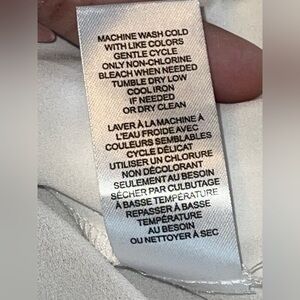 MACHINE WASH COLD
WITH LIKE COLORS
GENTLE CYCLE
ONLY NON-CHLORINE
BLEACH WHEN NEEDED
TUMBLE DRY LOW
COOL IRON
IF NEEDED
OR DRY CLEAN
LAVER À LA MACHINE À
L'EAU FROIDE AVEC
COULEURS SEMBLABLES
CYCLE DÉLICAT
UTILISER UN CHLORURE
NON DÉCOLORANT
SEULEMENT AU BESOIN
SÉCHER PAR CULBUTAGE
À BASSE TEMPÉRATURE
REPASSER À BASSE
TEMPÉRATURE
AU BESOIN
OU NETTOYER À SEC